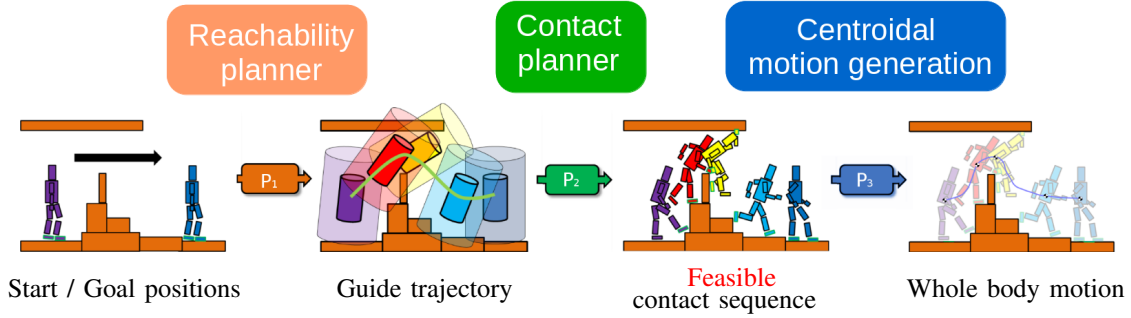 Reachability
planner
Contact
planner
Centroidal
motion generation
P₁
P₂
P₃
Start / Goal positions
Guide trajectory
Feasible
contact sequence
Whole body motion